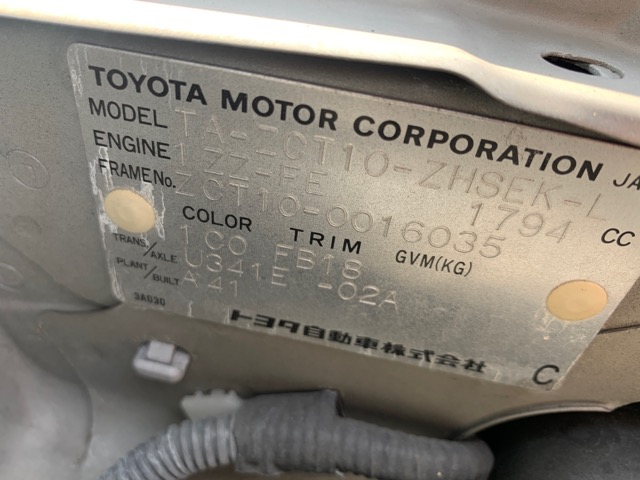 TOYOTA MOTOR CORPORATION JA
MODEL TA-ZCT10-ZHSEK-L
ENGINE 1ZZ-FE 1794 CC
FRAME No. ZCT10-0016035
COLOR TRIM GVM(KG)
1C0 FB18
TRANS/AXLE U341E -02A
PLANT/BUILT A41
3A030
トヨタ自動車株式会社 C